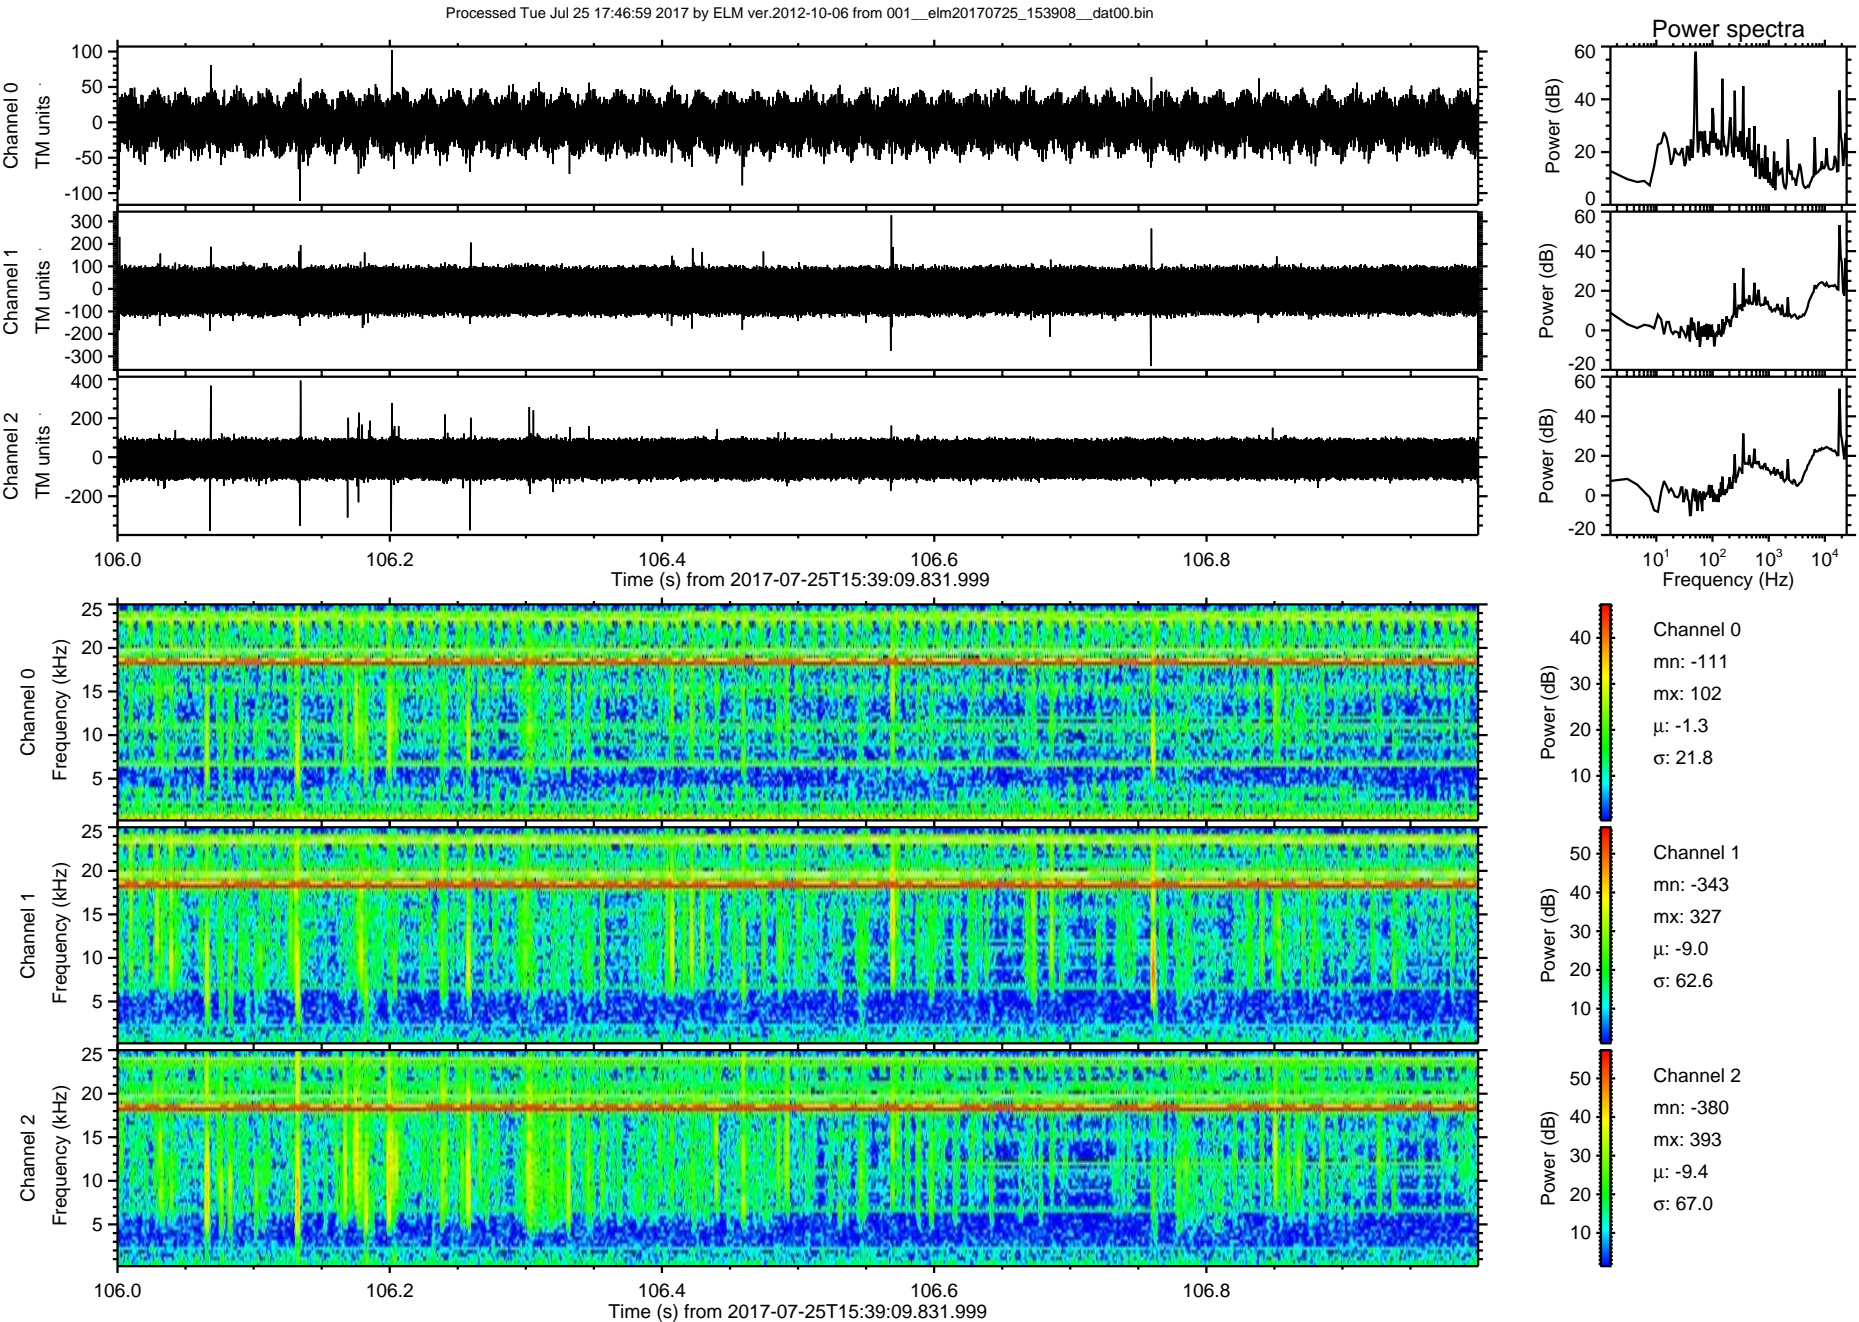 Processed Tue Jul 25 17:46:59 2017 by ELM ver.2012-10-06 from 001__elm20170725_153908__dat00.bin
Power spectra
Channel 0
TM units
100
50
0
-50
-100
Power (dB)
60
40
20
0
Channel 1
TM units
300
200
100
0
-100
-200
-300
Power (dB)
60
40
20
0
-20
Channel 2
TM units
400
200
0
-200
Power (dB)
60
40
20
0
-20
106.0 106.2 106.4 106.6 106.8
Time (s) from 2017-07-25T15:39:09.831.999
10¹ 10² 10³ 10⁴
Frequency (Hz)
Channel 0
Frequency (kHz)
25
20
15
10
5
Power (dB)
40
30
20
10
Channel 0
mn: -111
mx: 102
μ: -1.3
σ: 21.8
Channel 1
Frequency (kHz)
25
20
15
10
5
Power (dB)
50
40
30
20
10
Channel 1
mn: -343
mx: 327
μ: -9.0
σ: 62.6
Channel 2
Frequency (kHz)
25
20
15
10
5
Power (dB)
50
40
30
20
10
Channel 2
mn: -380
mx: 393
μ: -9.4
σ: 67.0
106.0 106.2 106.4 106.6 106.8
Time (s) from 2017-07-25T15:39:09.831.999